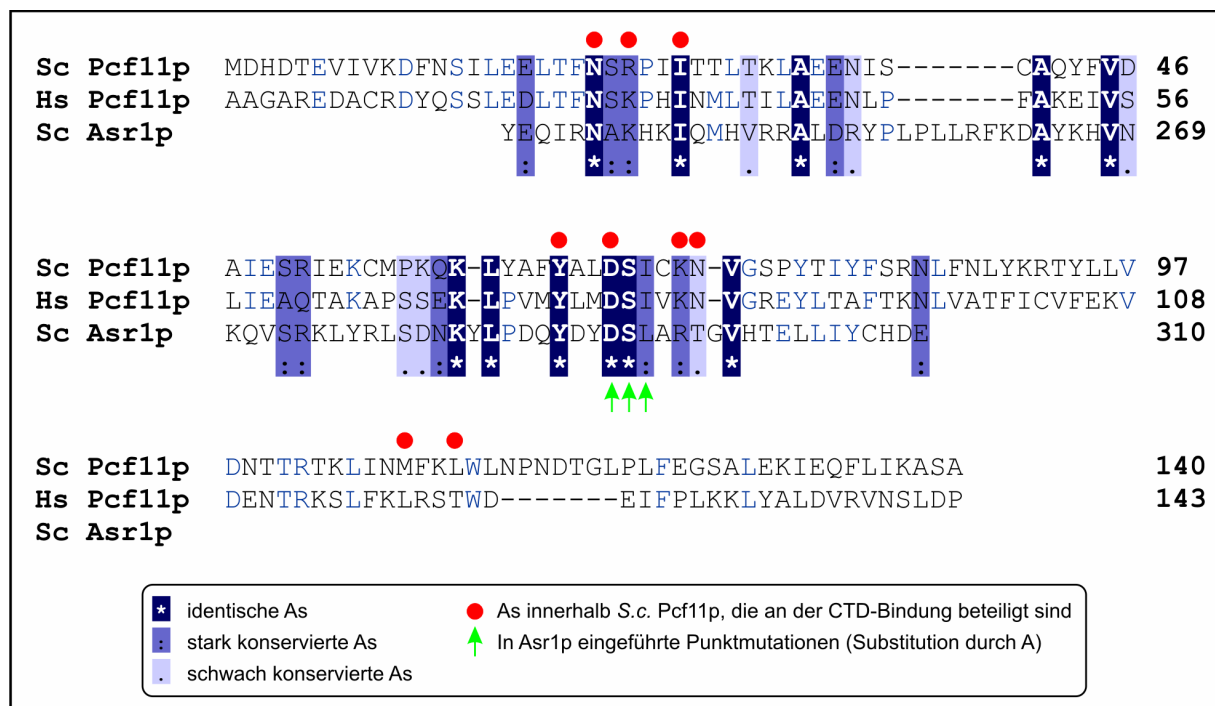 Sc Pcf11p MDHDTEVIVKDFNSILEELTFNSRPIITTLTKLAEENIS-------CAQYFVD 46
Hs Pcf11p AAGAREDACRDYQSSLEDLTFNSKPHINMLTILAEENLP-------FAKEIVS 56
Sc Asr1p YEQIRNAKHKIQMHVRRALDRYPLPLLRFKDAYKHVN 269
: * : : * . * : . * * .
Sc Pcf11p AIESRIEKCMPKQK-LYAFYALDSICKN-VGSPYTIYFSRNLFNLYKRTYLLV 97
Hs Pcf11p LIEAQTAKAPSSEK-LPVMYLMDSIVKN-VGREYLTAFTKNLVATFICVFEKV 108
Sc Asr1p KQVSRKLYRLSDNKYLPDQYDYDSLARTGVHTELLIYCHDE 310
: : . . : * * * * * : : . * :
Sc Pcf11p DNTTRTKLINMFKLWLNPNDTGLPLFEGSALEKIEQFLIKASA 140
Hs Pcf11p DENTRKSLFKLRSTWD-------EIFPLKKLYALDVRVNSLDP 143
Sc Asr1p
* identische As
: stark konservierte As
. schwach konservierte As
As innerhalb S.c. Pcf11p, die an der CTD-Bindung beteiligt sind
In Asr1p eingeführte Punktmutationen (Substitution durch A)